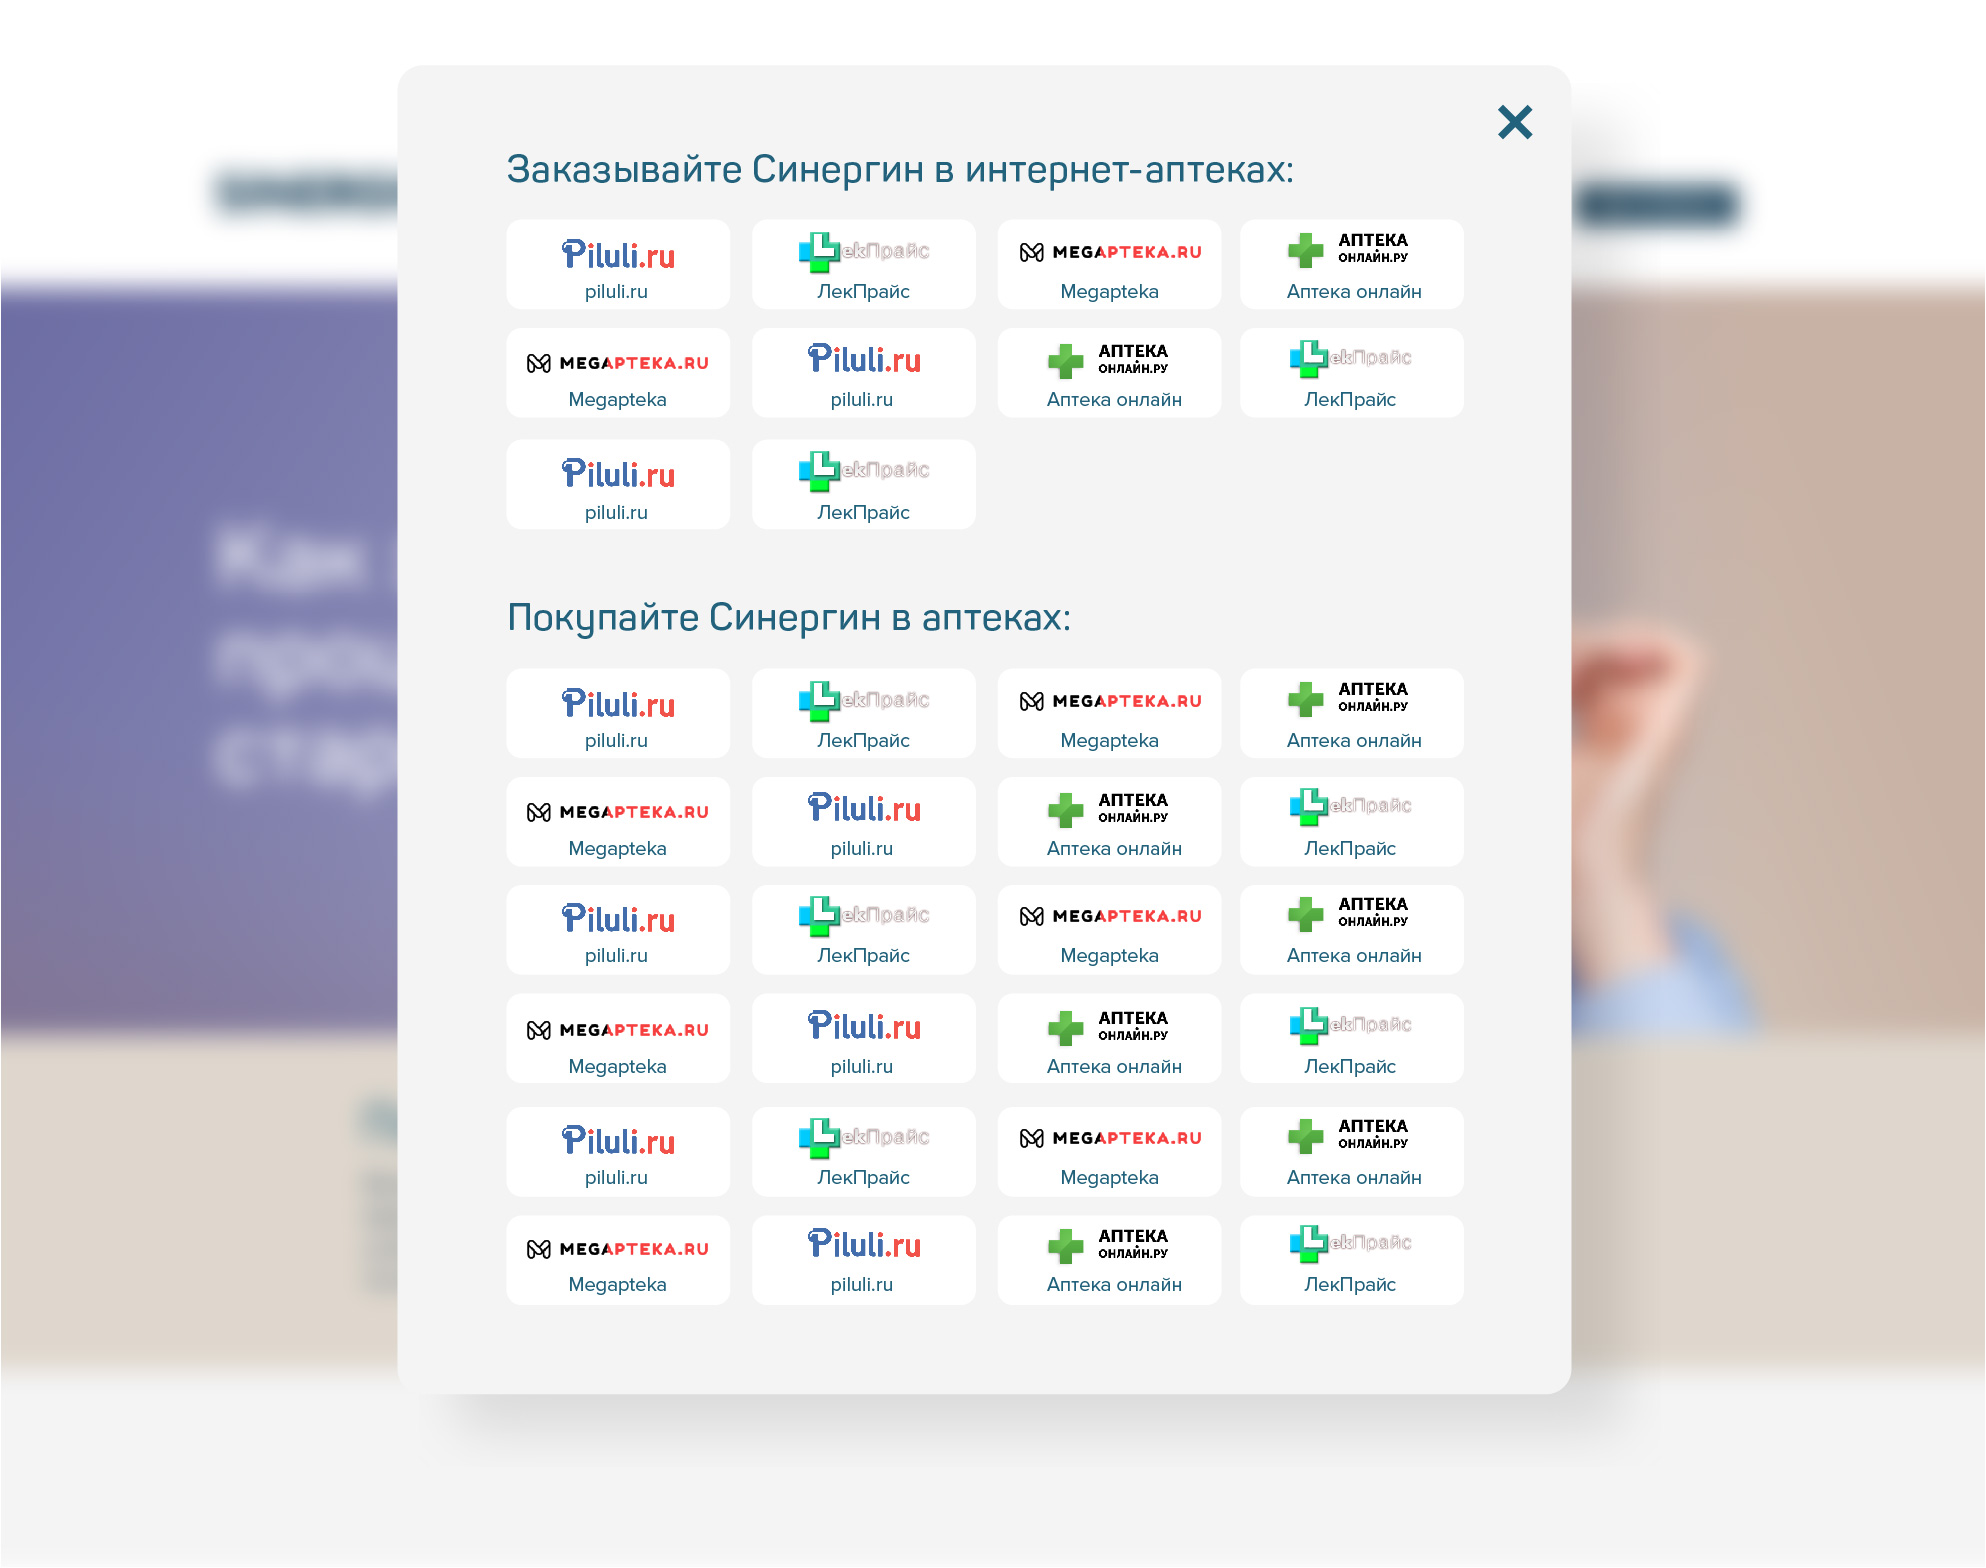 Заказывайте Синергин в интернет-аптеках:
Piluli.ru
piluli.ru
ekПрайс
ЛекПрайс
MEGAPTEKA.RU
Megapteka
АПТЕКА
ОНЛАЙН.РУ
Аптека онлайн
MEGAPTEKA.RU
Megapteka
Piluli.ru
piluli.ru
АПТЕКА
ОНЛАЙН.РУ
Аптека онлайн
ekПрайс
ЛекПрайс
Piluli.ru
piluli.ru
ekПрайс
ЛекПрайс
Покупайте Синергин в аптеках:
Piluli.ru
piluli.ru
ekПрайс
ЛекПрайс
MEGAPTEKA.RU
Megapteka
АПТЕКА
ОНЛАЙН.РУ
Аптека онлайн
MEGAPTEKA.RU
Megapteka
Piluli.ru
piluli.ru
АПТЕКА
ОНЛАЙН.РУ
Аптека онлайн
ekПрайс
ЛекПрайс
Piluli.ru
piluli.ru
ekПрайс
ЛекПрайс
MEGAPTEKA.RU
Megapteka
АПТЕКА
ОНЛАЙН.РУ
Аптека онлайн
MEGAPTEKA.RU
Megapteka
Piluli.ru
piluli.ru
АПТЕКА
ОНЛАЙН.РУ
Аптека онлайн
ekПрайс
ЛекПрайс
Piluli.ru
piluli.ru
ekПрайс
ЛекПрайс
MEGAPTEKA.RU
Megapteka
АПТЕКА
ОНЛАЙН.РУ
Аптека онлайн
MEGAPTEKA.RU
Megapteka
Piluli.ru
piluli.ru
АПТЕКА
ОНЛАЙН.РУ
Аптека онлайн
ekПрайс
ЛекПрайс
Как